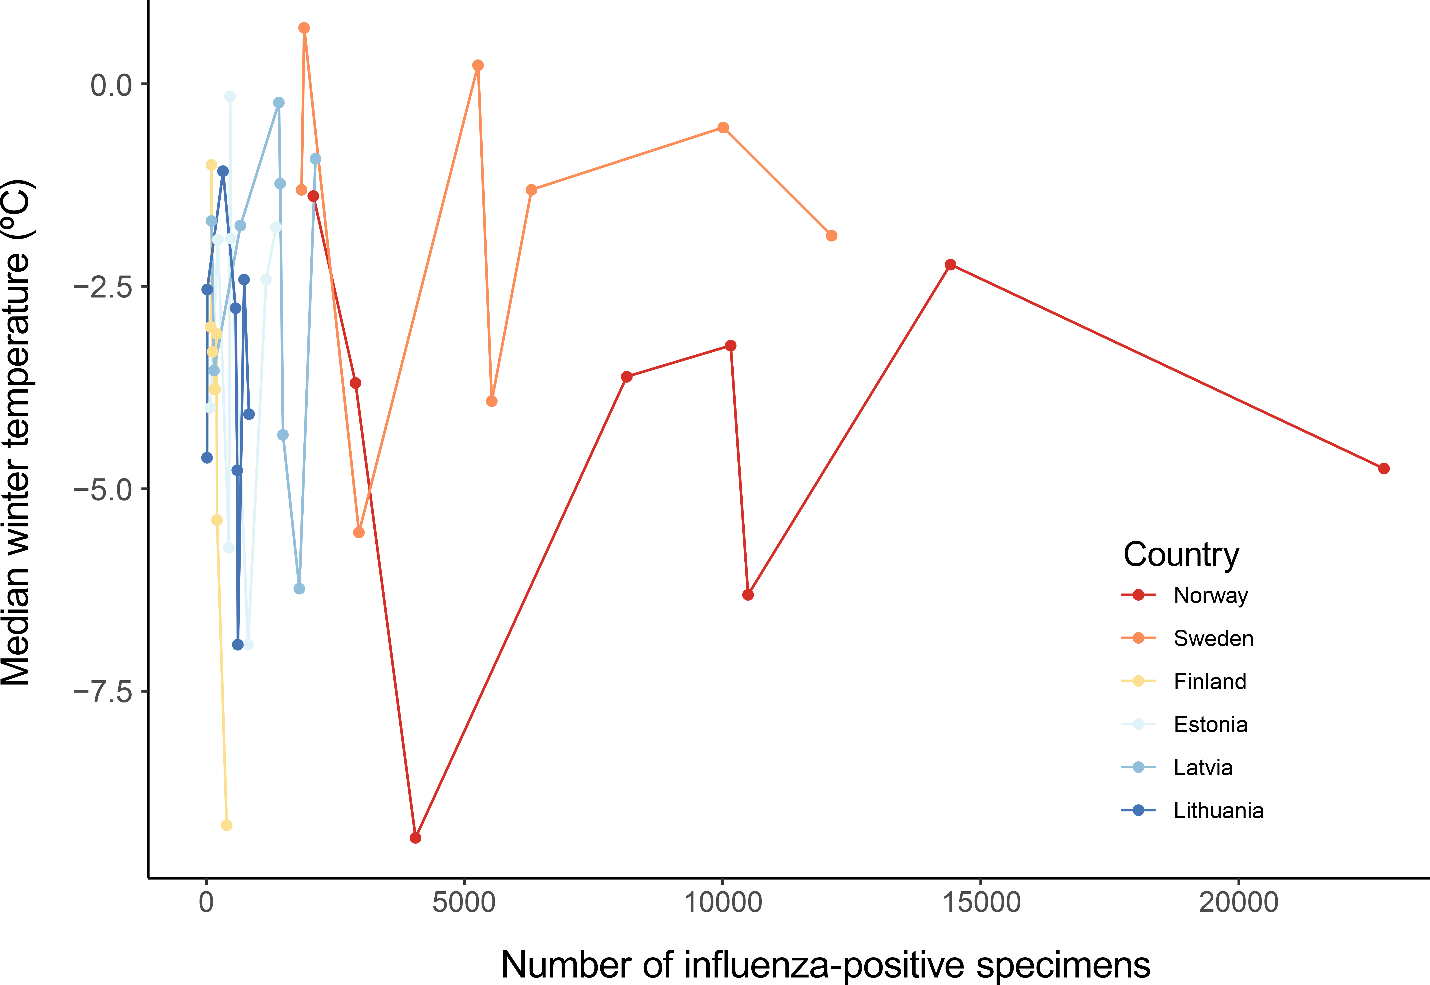 Median winter temperature (ºC)
0.0
−2.5
−5.0
−7.5
0
5000
10000
15000
20000
Number of influenza-positive specimens
Country
Norway
Sweden
Finland
Estonia
Latvia
Lithuania